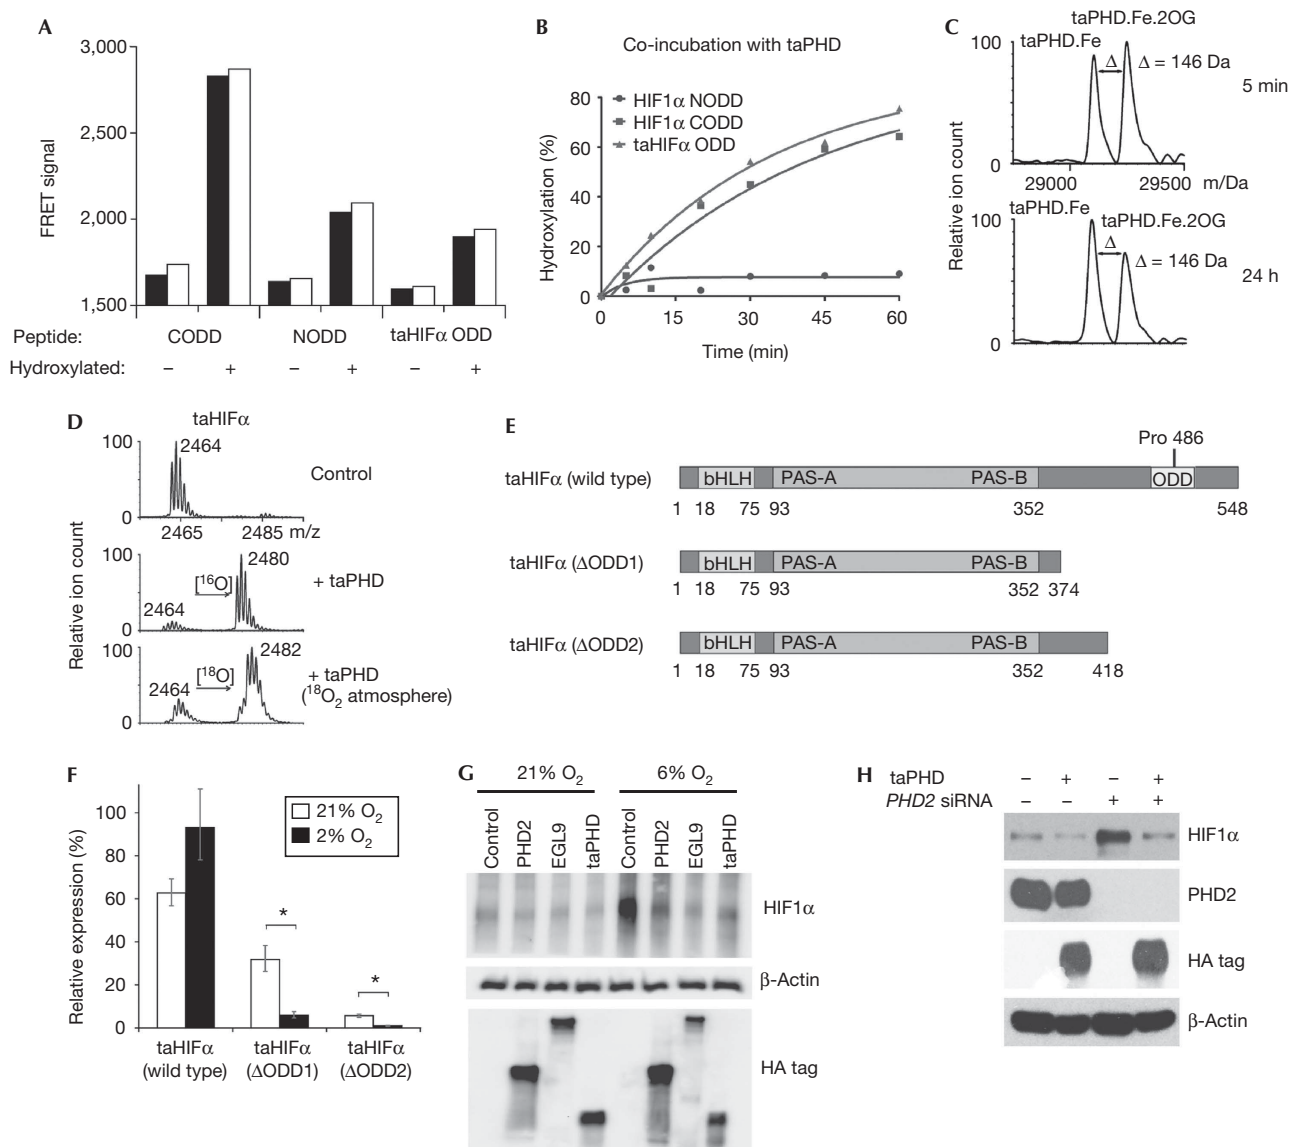 A
3,000
2,500
2,000
1,500
FRET signal
Peptide:
CODD
NODD
taHIFα ODD
Hydroxylated:
– + – + – +
B
Co-incubation with taPHD
HIF1α NODD
HIF1α CODD
taHIFα ODD
80
60
40
20
0
Hydroxylation (%)
0 15 30 45 60
Time (min)
C
taPHD.Fe.2OG
taPHD.Fe
100
Δ
Δ = 146 Da
5 min
0
29000 29500 m/Da
Relative ion count
taPHD.Fe
100
taPHD.Fe.2OG
Δ
Δ = 146 Da
24 h
0
D
taHIFα
100
2464
Control
0
2465 2485 m/z
100
2480
[¹⁶O]
+ taPHD
2464
0
100
2482
[¹⁸O]
+ taPHD
2464
(¹⁸O₂ atmosphere)
0
Relative ion count
E
Pro 486
taHIFα (wild type)
bHLH PAS-A PAS-B ODD
1 18 75 93 352 548
taHIFα (ΔODD1)
bHLH PAS-A PAS-B
1 18 75 93 352 374
taHIFα (ΔODD2)
bHLH PAS-A PAS-B
1 18 75 93 352 418
F
100
80
60
40
20
0
Relative expression (%)
21% O₂
2% O₂
*
*
taHIFα
(wild type)
taHIFα
(ΔODD1)
taHIFα
(ΔODD2)
G
21% O₂ 6% O₂
Control
PHD2
EGL9
taPHD
Control
PHD2
EGL9
taPHD
HIF1α
β-Actin
HA tag
H
taPHD – + – +
PHD2 siRNA – – + +
HIF1α
PHD2
HA tag
β-Actin